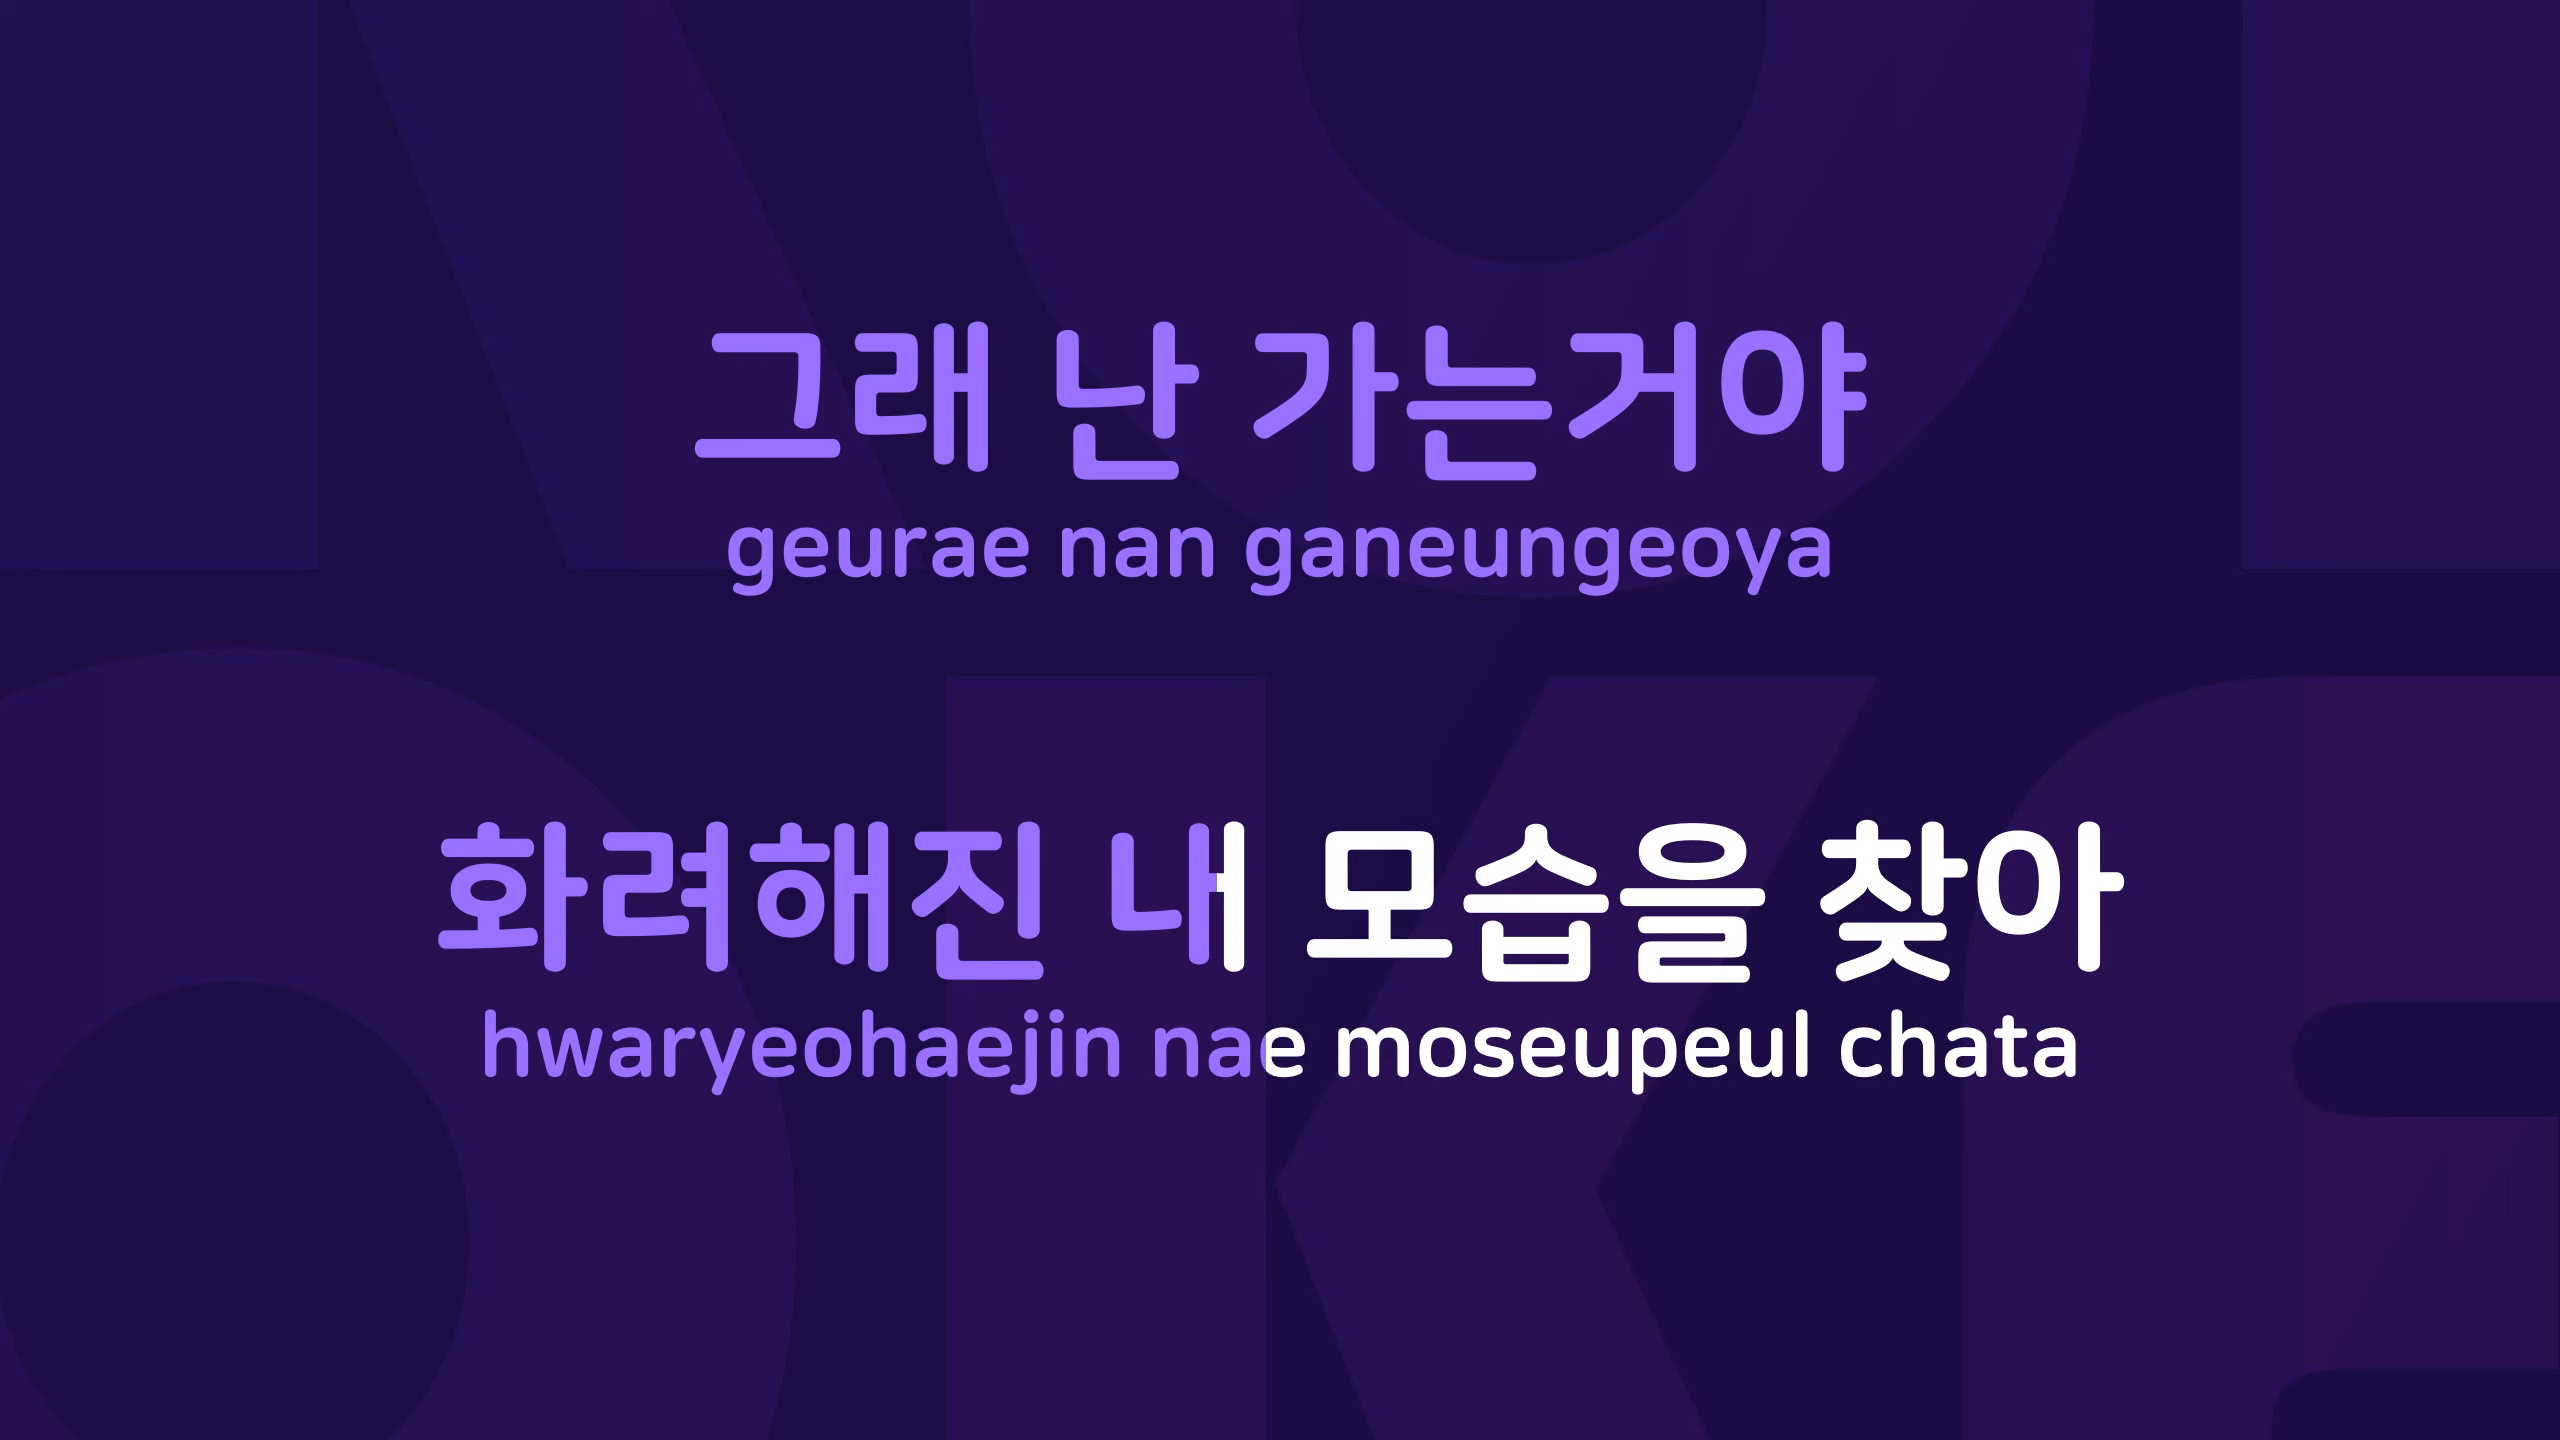 그래 난 가는거야
geurae nan ganeungeoya
화려해진 내 모습을 찾아
hwaryeohaejin nae moseupeul chata